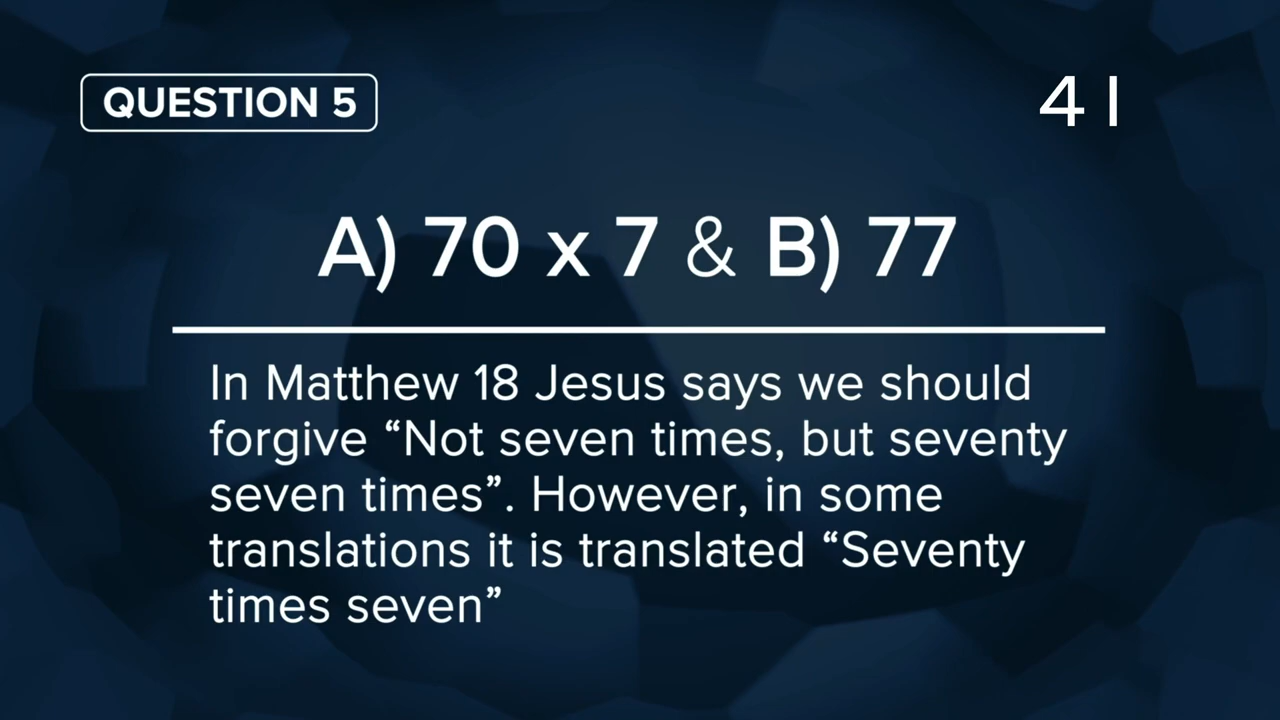 QUESTION 5
41
A) 70 x 7 & B) 77
In Matthew 18 Jesus says we should
forgive “Not seven times, but seventy
seven times”. However, in some
translations it is translated “Seventy
times seven”